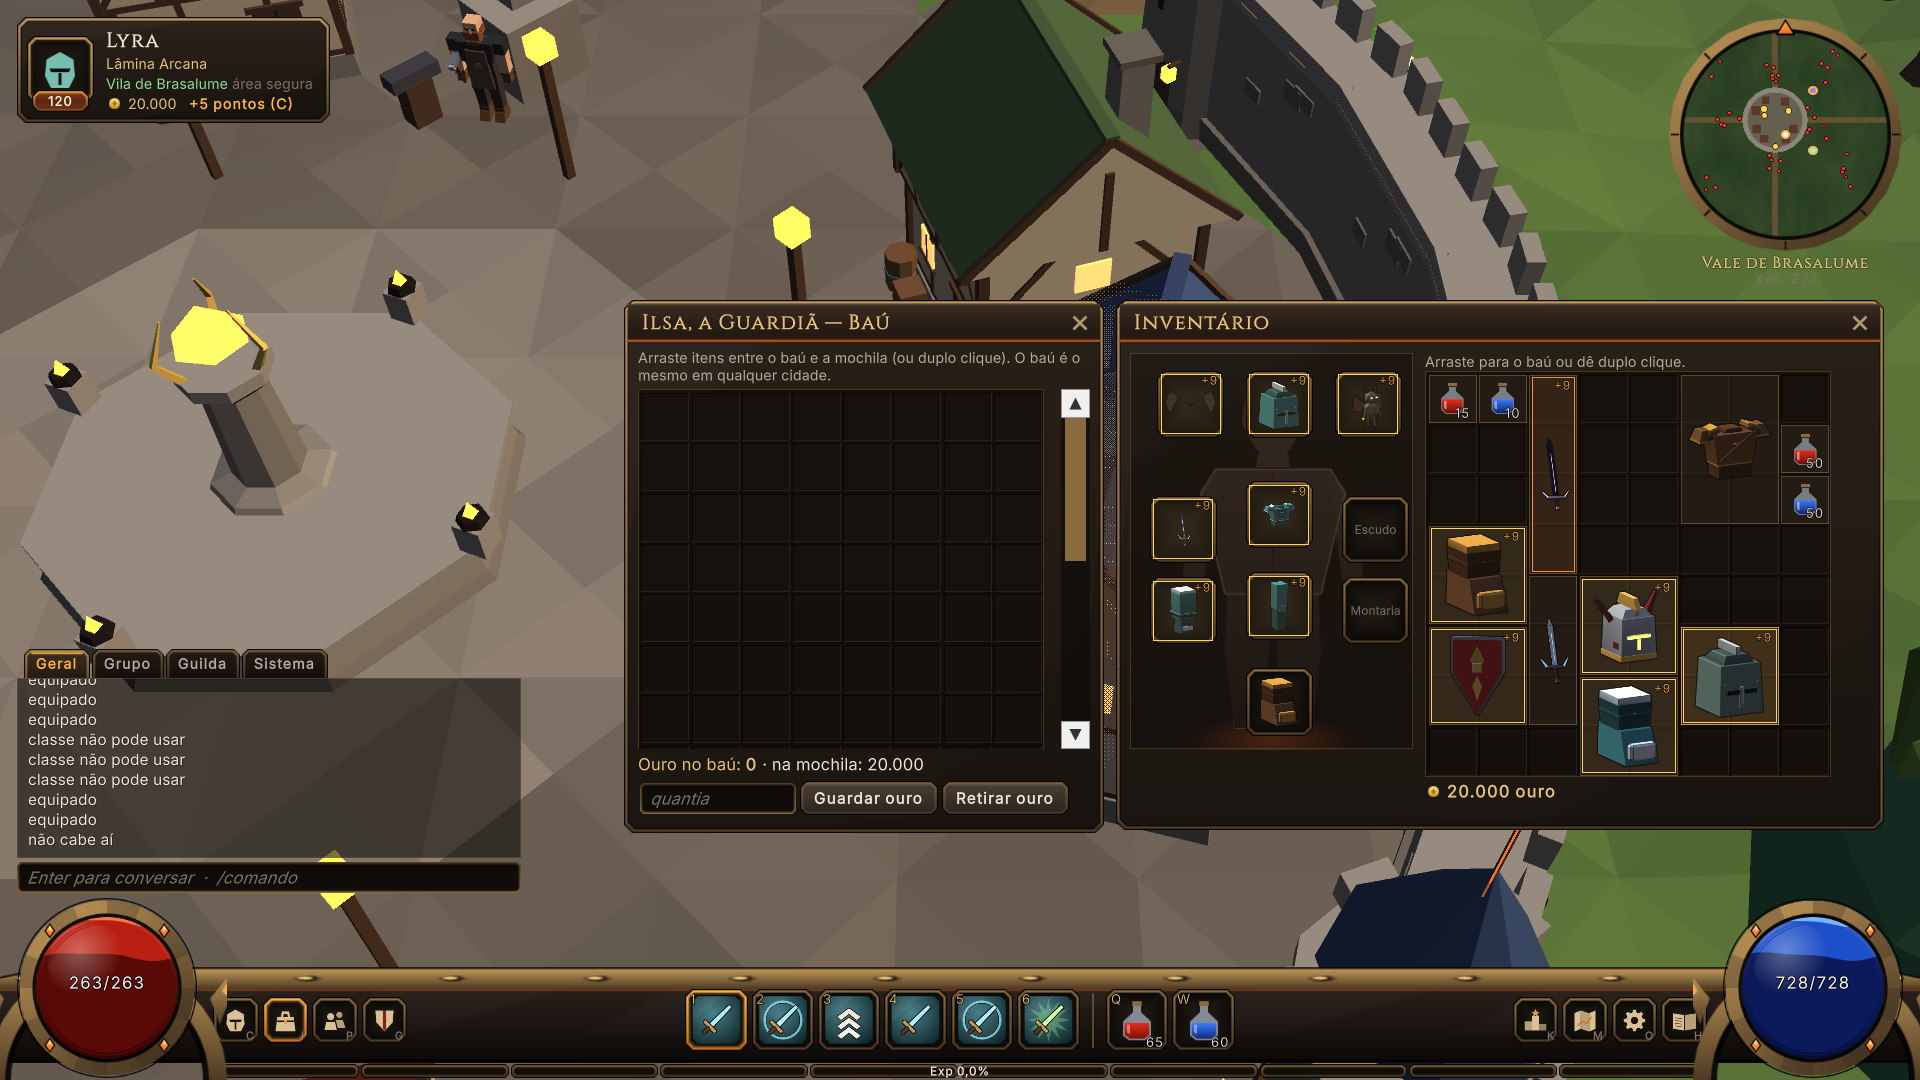 LYRA
Lâmina Arcana
Vila de Brasalume área segura
120
20.000 +5 pontos (C)
VALE DE BRASALUME
ILSA, A GUARDIÃ — BAÚ
Arraste itens entre o baú e a mochila (ou duplo clique). O baú é o
mesmo em qualquer cidade.
Ouro no baú: 0 · na mochila: 20.000
quantia
Guardar ouro
Retirar ouro
INVENTÁRIO
Arraste para o baú ou dê duplo clique.
+9
+9
+9
+9
+9
Escudo
+9
+9
Montaria
15
10
+9
50
50
+9
+9
+9
+9
+9
20.000 ouro
Geral
Grupo
Guilda
Sistema
equipado
equipado
equipado
classe não pode usar
classe não pode usar
classe não pode usar
equipado
equipado
não cabe aí
Enter para conversar · /comando
263/263
C
P
G
1
2
3
4
5
6
Q
65
W
60
K
M
O
H
728/728
Exp 0,0%